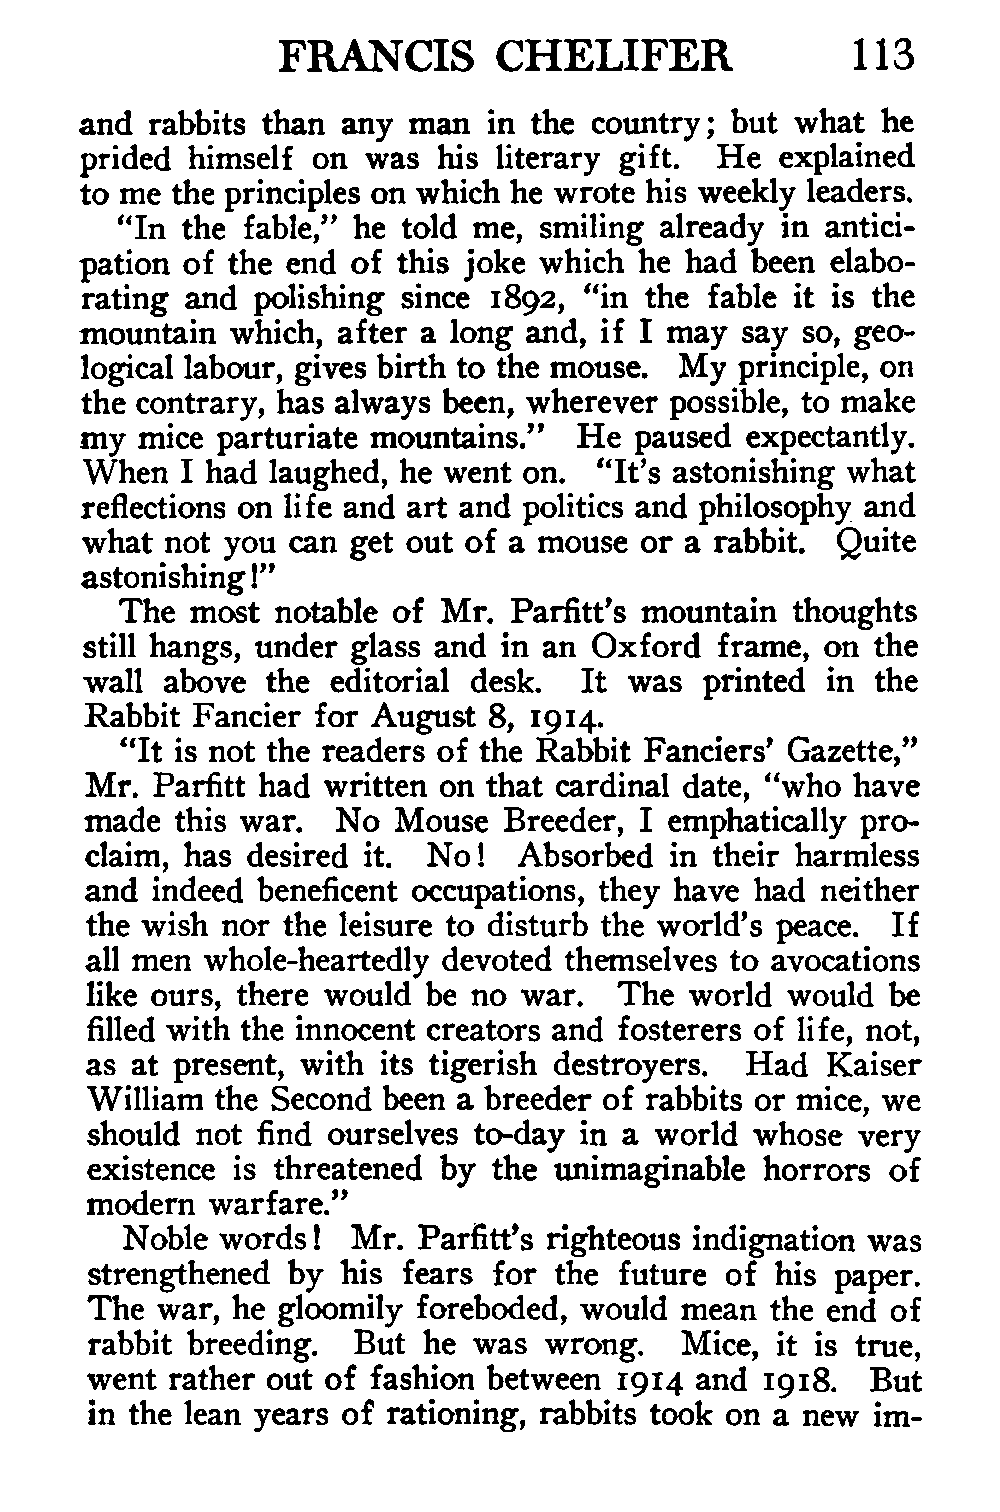 FRANCIS CHELIFER 113
and rabbits than any man in the country; but what he
prided himself on was his literary gift. He explained
to me the principles on which he wrote his weekly leaders.
“In the fable,” he told me, smiling already in antici-
pation of the end of this joke which he had been elabo-
rating and polishing since 1892, “in the fable it is the
mountain which, after a long and, if I may say so, geo-
logical labour, gives birth to the mouse. My principle, on
the contrary, has always been, wherever possible, to make
my mice parturiate mountains.” He paused expectantly.
When I had laughed, he went on. “It’s astonishing what
reflections on life and art and politics and philosophy and
what not you can get out of a mouse or a rabbit. Quite
astonishing!”
The most notable of Mr. Parfitt’s mountain thoughts
still hangs, under glass and in an Oxford frame, on the
wall above the editorial desk. It was printed in the
Rabbit Fancier for August 8, 1914.
“It is not the readers of the Rabbit Fanciers’ Gazette,”
Mr. Parfitt had written on that cardinal date, “who have
made this war. No Mouse Breeder, I emphatically pro-
claim, has desired it. No! Absorbed in their harmless
and indeed beneficent occupations, they have had neither
the wish nor the leisure to disturb the world’s peace. If
all men whole-heartedly devoted themselves to avocations
like ours, there would be no war. The world would be
filled with the innocent creators and fosterers of life, not,
as at present, with its tigerish destroyers. Had Kaiser
William the Second been a breeder of rabbits or mice, we
should not find ourselves to-day in a world whose very
existence is threatened by the unimaginable horrors of
modern warfare.”
Noble words! Mr. Parfitt’s righteous indignation was
strengthened by his fears for the future of his paper.
The war, he gloomily foreboded, would mean the end of
rabbit breeding. But he was wrong. Mice, it is true,
went rather out of fashion between 1914 and 1918. But
in the lean years of rationing, rabbits took on a new im-